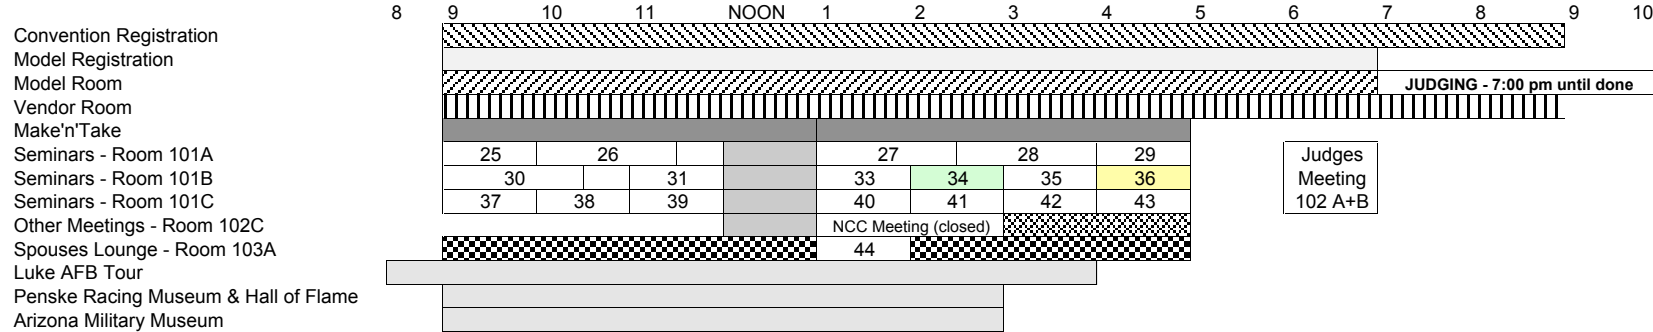 8 9 10 11 NOON 1 2 3 4 5 6 7 8 9 10
Convention Registration
Model Registration
Model Room JUDGING - 7:00 pm until done
Vendor Room
Make'n'Take
Seminars - Room 101A 25 26 27 28 29 Judges
Seminars - Room 101B 30 31 33 34 35 36 Meeting
Seminars - Room 101C 37 38 39 40 41 42 43 102 A+B
Other Meetings - Room 102C NCC Meeting (closed)
Spouses Lounge - Room 103A 44
Luke AFB Tour
Penske Racing Museum & Hall of Flame
Arizona Military Museum